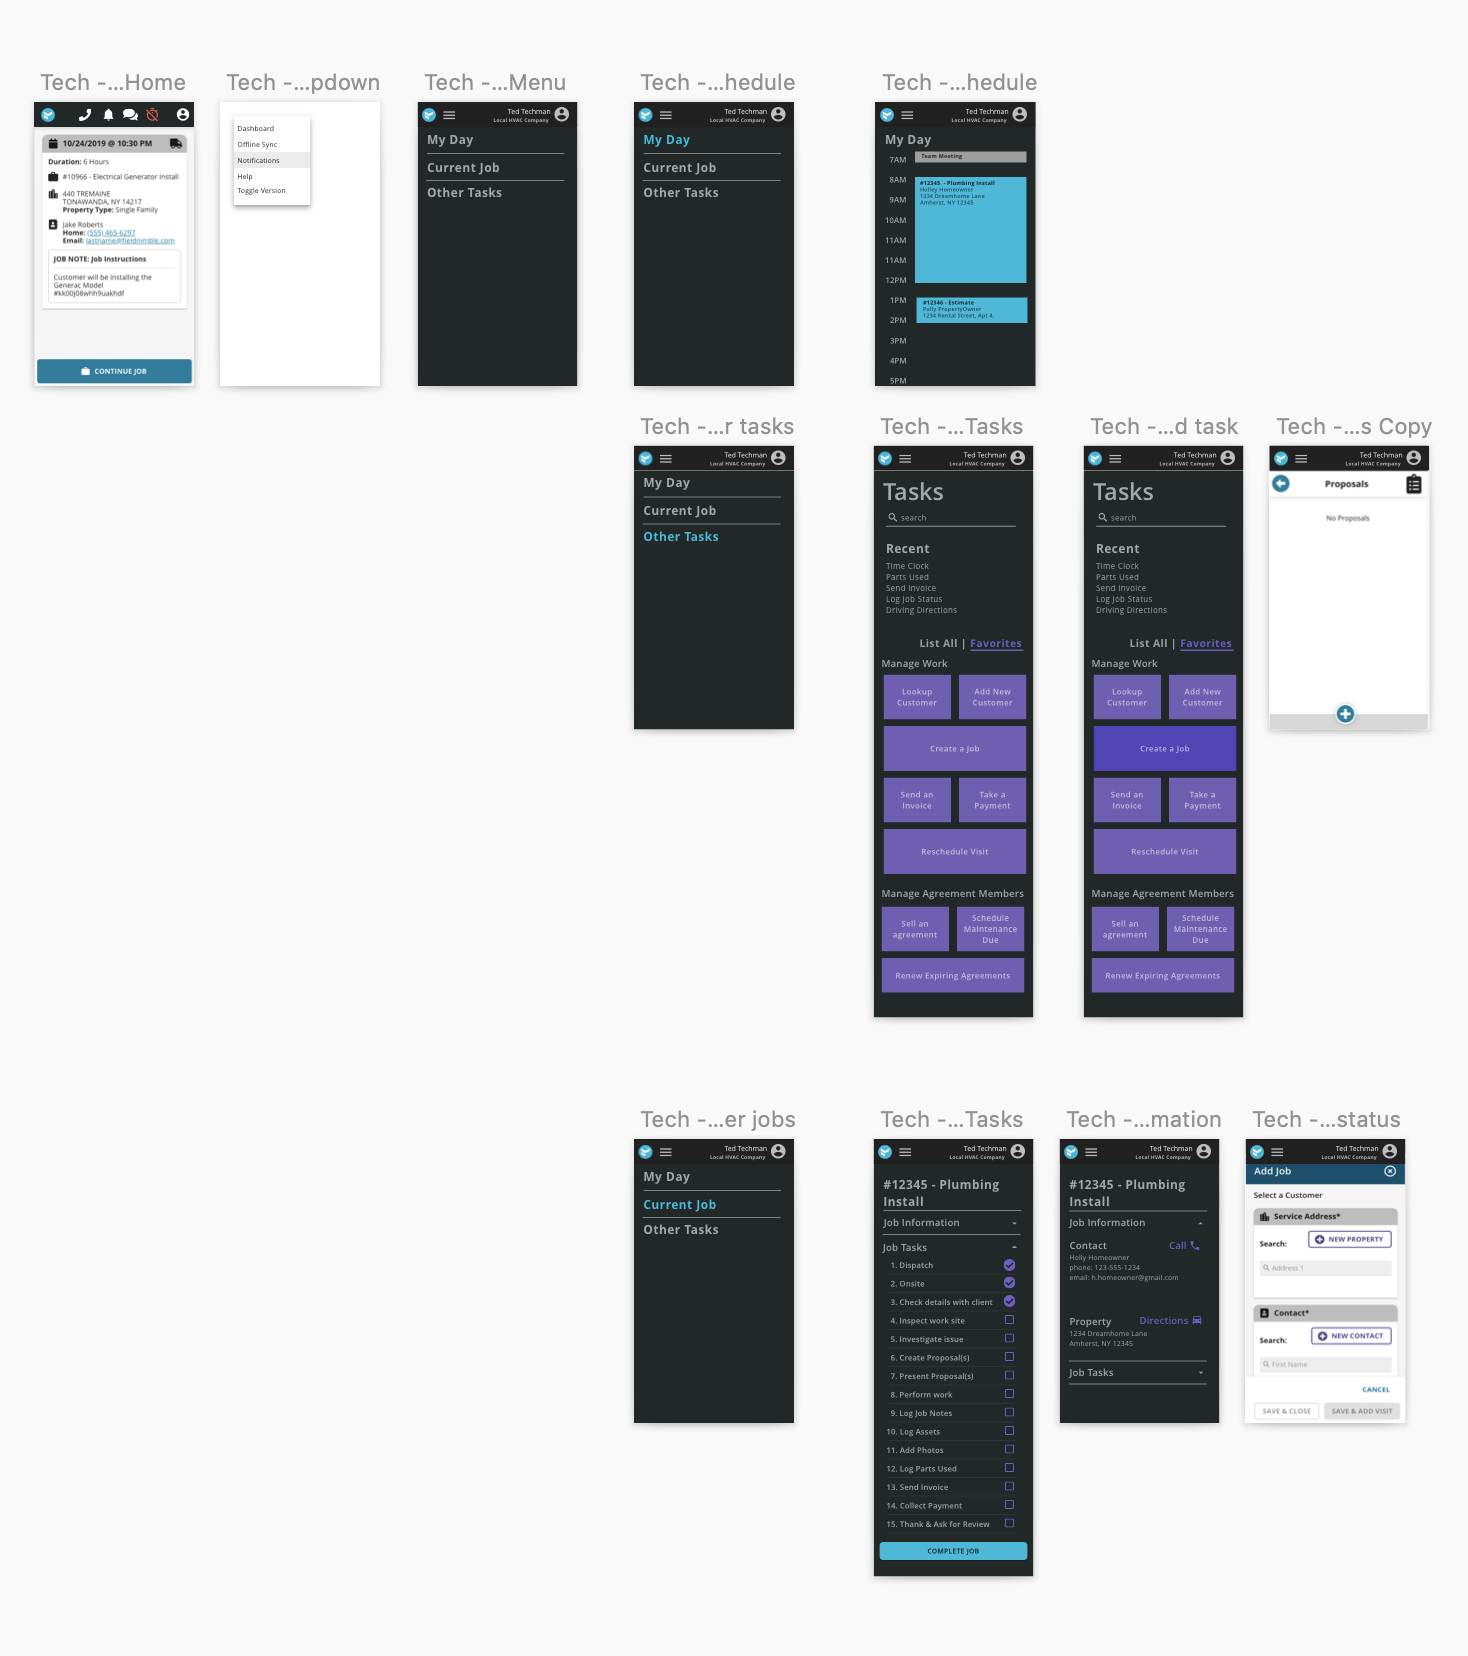 Tech -...Home
Tech -...pdown
Tech -...Menu
Tech -...hedule
Tech -...hedule
10/24/2019 @ 10:30 PM
Duration: 6 Hours
#10966 - Electrical Generator Install
440 TREMAINE
TONAWANDA, NY 14217
Property Type: Single Family
Jake Roberts
Home: (555) 465-6297
Email: lastname@fieldnimble.com
JOB NOTE: Job Instructions
Customer will be installing the
Generac Model
#kk00j08whh9uakhdf
CONTINUE JOB
Dashboard
Offline Sync
Notifications
Help
Toggle Version
Ted Techman
Local HVAC Company
My Day
Current Job
Other Tasks
Ted Techman
Local HVAC Company
My Day
Current Job
Other Tasks
Ted Techman
Local HVAC Company
My Day
7AM
Team Meeting
8AM
#12345 - Plumbing Install
Holley Homeowner
1234 Dreamhome Lane
Amherst, NY 12345
9AM
10AM
11AM
11AM
12PM
1PM
#12346 - Estimate
Polly PropertyOwner
1234 Rental Street, Apt 4,
2PM
3PM
4PM
5PM
Tech -...r tasks
Tech -...Tasks
Tech -...d task
Tech -...s Copy
Ted Techman
Local HVAC Company
My Day
Current Job
Other Tasks
Ted Techman
Local HVAC Company
Tasks
search
Recent
Time Clock
Parts Used
Send Invoice
Log Job Status
Driving Directions
List All | Favorites
Manage Work
Lookup
Customer
Add New
Customer
Create a Job
Send an
Invoice
Take a
Payment
Reschedule Visit
Manage Agreement Members
Sell an
agreement
Schedule
Maintenance
Due
Renew Expiring Agreements
Ted Techman
Local HVAC Company
Tasks
search
Recent
Time Clock
Parts Used
Send Invoice
Log Job Status
Driving Directions
List All | Favorites
Manage Work
Lookup
Customer
Add New
Customer
Create a Job
Send an
Invoice
Take a
Payment
Reschedule Visit
Manage Agreement Members
Sell an
agreement
Schedule
Maintenance
Due
Renew Expiring Agreements
Ted Techman
Local HVAC Company
Proposals
No Proposals
Tech -...er jobs
Tech -...Tasks
Tech -...mation
Tech -...status
Ted Techman
Local HVAC Company
My Day
Current Job
Other Tasks
Ted Techman
Local HVAC Company
#12345 - Plumbing
Install
Job Information
Job Tasks
1. Dispatch
2. Onsite
3. Check details with client
4. Inspect work site
5. Investigate issue
6. Create Proposal(s)
7. Present Proposal(s)
8. Perform work
9. Log Job Notes
10. Log Assets
11. Add Photos
12. Log Parts Used
13. Send Invoice
14. Collect Payment
15. Thank & Ask for Review
COMPLETE JOB
Ted Techman
Local HVAC Company
#12345 - Plumbing
Install
Job Information
Contact
Call
Holly Homeowner
phone: 123-555-1234
email: h.homeowner@gmail.com
Property
Directions
1234 Dreamhome Lane
Amherst, NY 12345
Job Tasks
Ted Techman
Local HVAC Company
Add Job
Select a Customer
Service Address*
Search:
NEW PROPERTY
Address 1
Contact*
Search:
NEW CONTACT
First Name
CANCEL
SAVE & CLOSE
SAVE & ADD VISIT